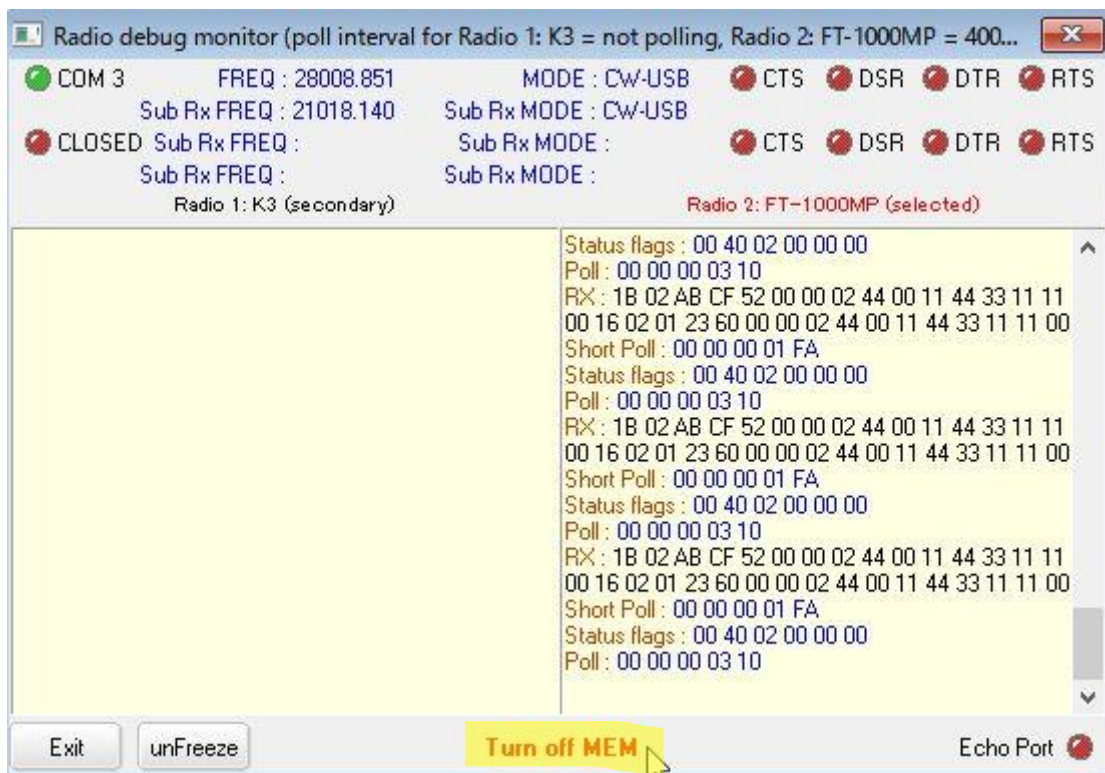 Radio debug monitor (poll interval for Radio 1: K3 = not polling, Radio 2: FT-1000MP = 400...
COM 3 FREQ : 28008.851 MODE : CW-USB CTS DSR DTR RTS
Sub Rx FREQ : 21018.140 Sub Rx MODE : CW-USB
CLOSED Sub Rx FREQ : Sub Rx MODE : CTS DSR DTR RTS
Sub Rx FREQ : Sub Rx MODE :
Radio 1: K3 (secondary) Radio 2: FT-1000MP (selected)
Status flags : 00 40 02 00 00 00
Poll : 00 00 00 03 10
RX : 1B 02 AB CF 52 00 00 02 44 00 11 44 33 11 11
00 16 02 01 23 60 00 00 02 44 00 11 44 33 11 11 00
Short Poll : 00 00 00 01 FA
Status flags : 00 40 02 00 00 00
Poll : 00 00 00 03 10
RX : 1B 02 AB CF 52 00 00 02 44 00 11 44 33 11 11
00 16 02 01 23 60 00 00 02 44 00 11 44 33 11 11 00
Short Poll : 00 00 00 01 FA
Status flags : 00 40 02 00 00 00
Poll : 00 00 00 03 10
RX : 1B 02 AB CF 52 00 00 02 44 00 11 44 33 11 11
00 16 02 01 23 60 00 00 02 44 00 11 44 33 11 11 00
Short Poll : 00 00 00 01 FA
Status flags : 00 40 02 00 00 00
Poll : 00 00 00 03 10
Exit unFreeze Turn off MEM Echo Port